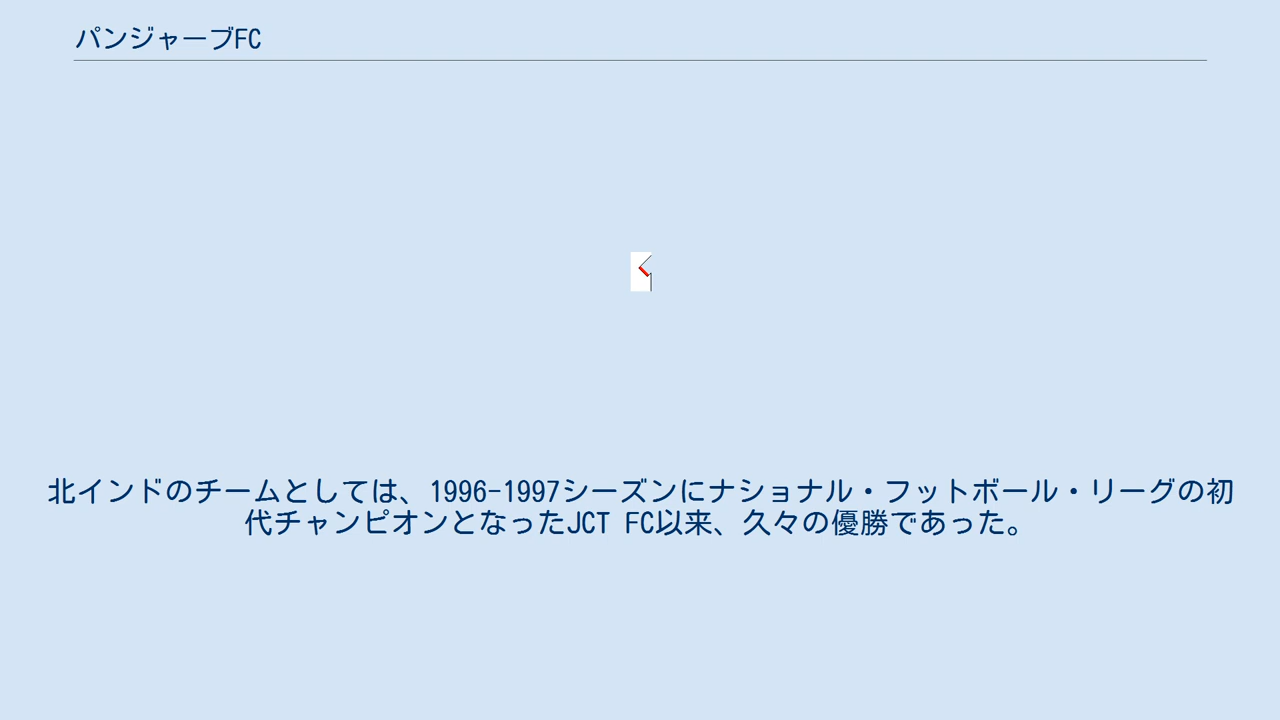 パンジャーブFC
北インドのチームとしては、1996-1997シーズンにナショナル・フットボール・リーグの初
代チャンピオンとなったJCT FC以来、久々の優勝であった。